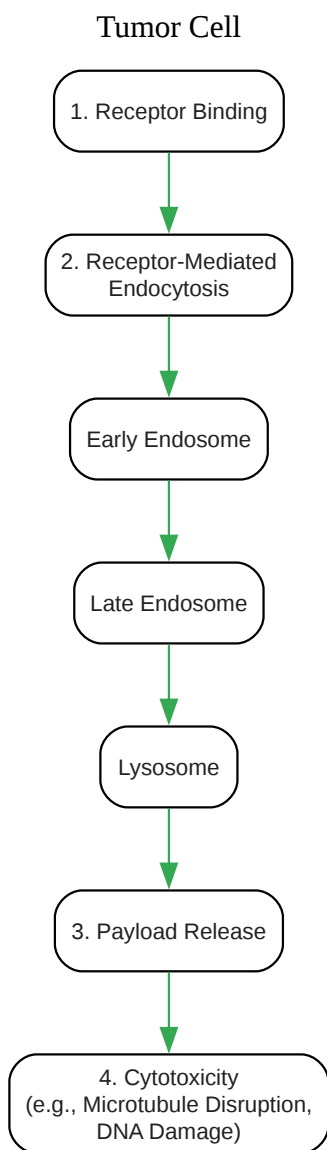 Tumor Cell
1. Receptor Binding
2. Receptor-Mediated
Endocytosis
Early Endosome
Late Endosome
Lysosome
3. Payload Release
4. Cytotoxicity
(e.g., Microtubule Disruption,
DNA Damage)